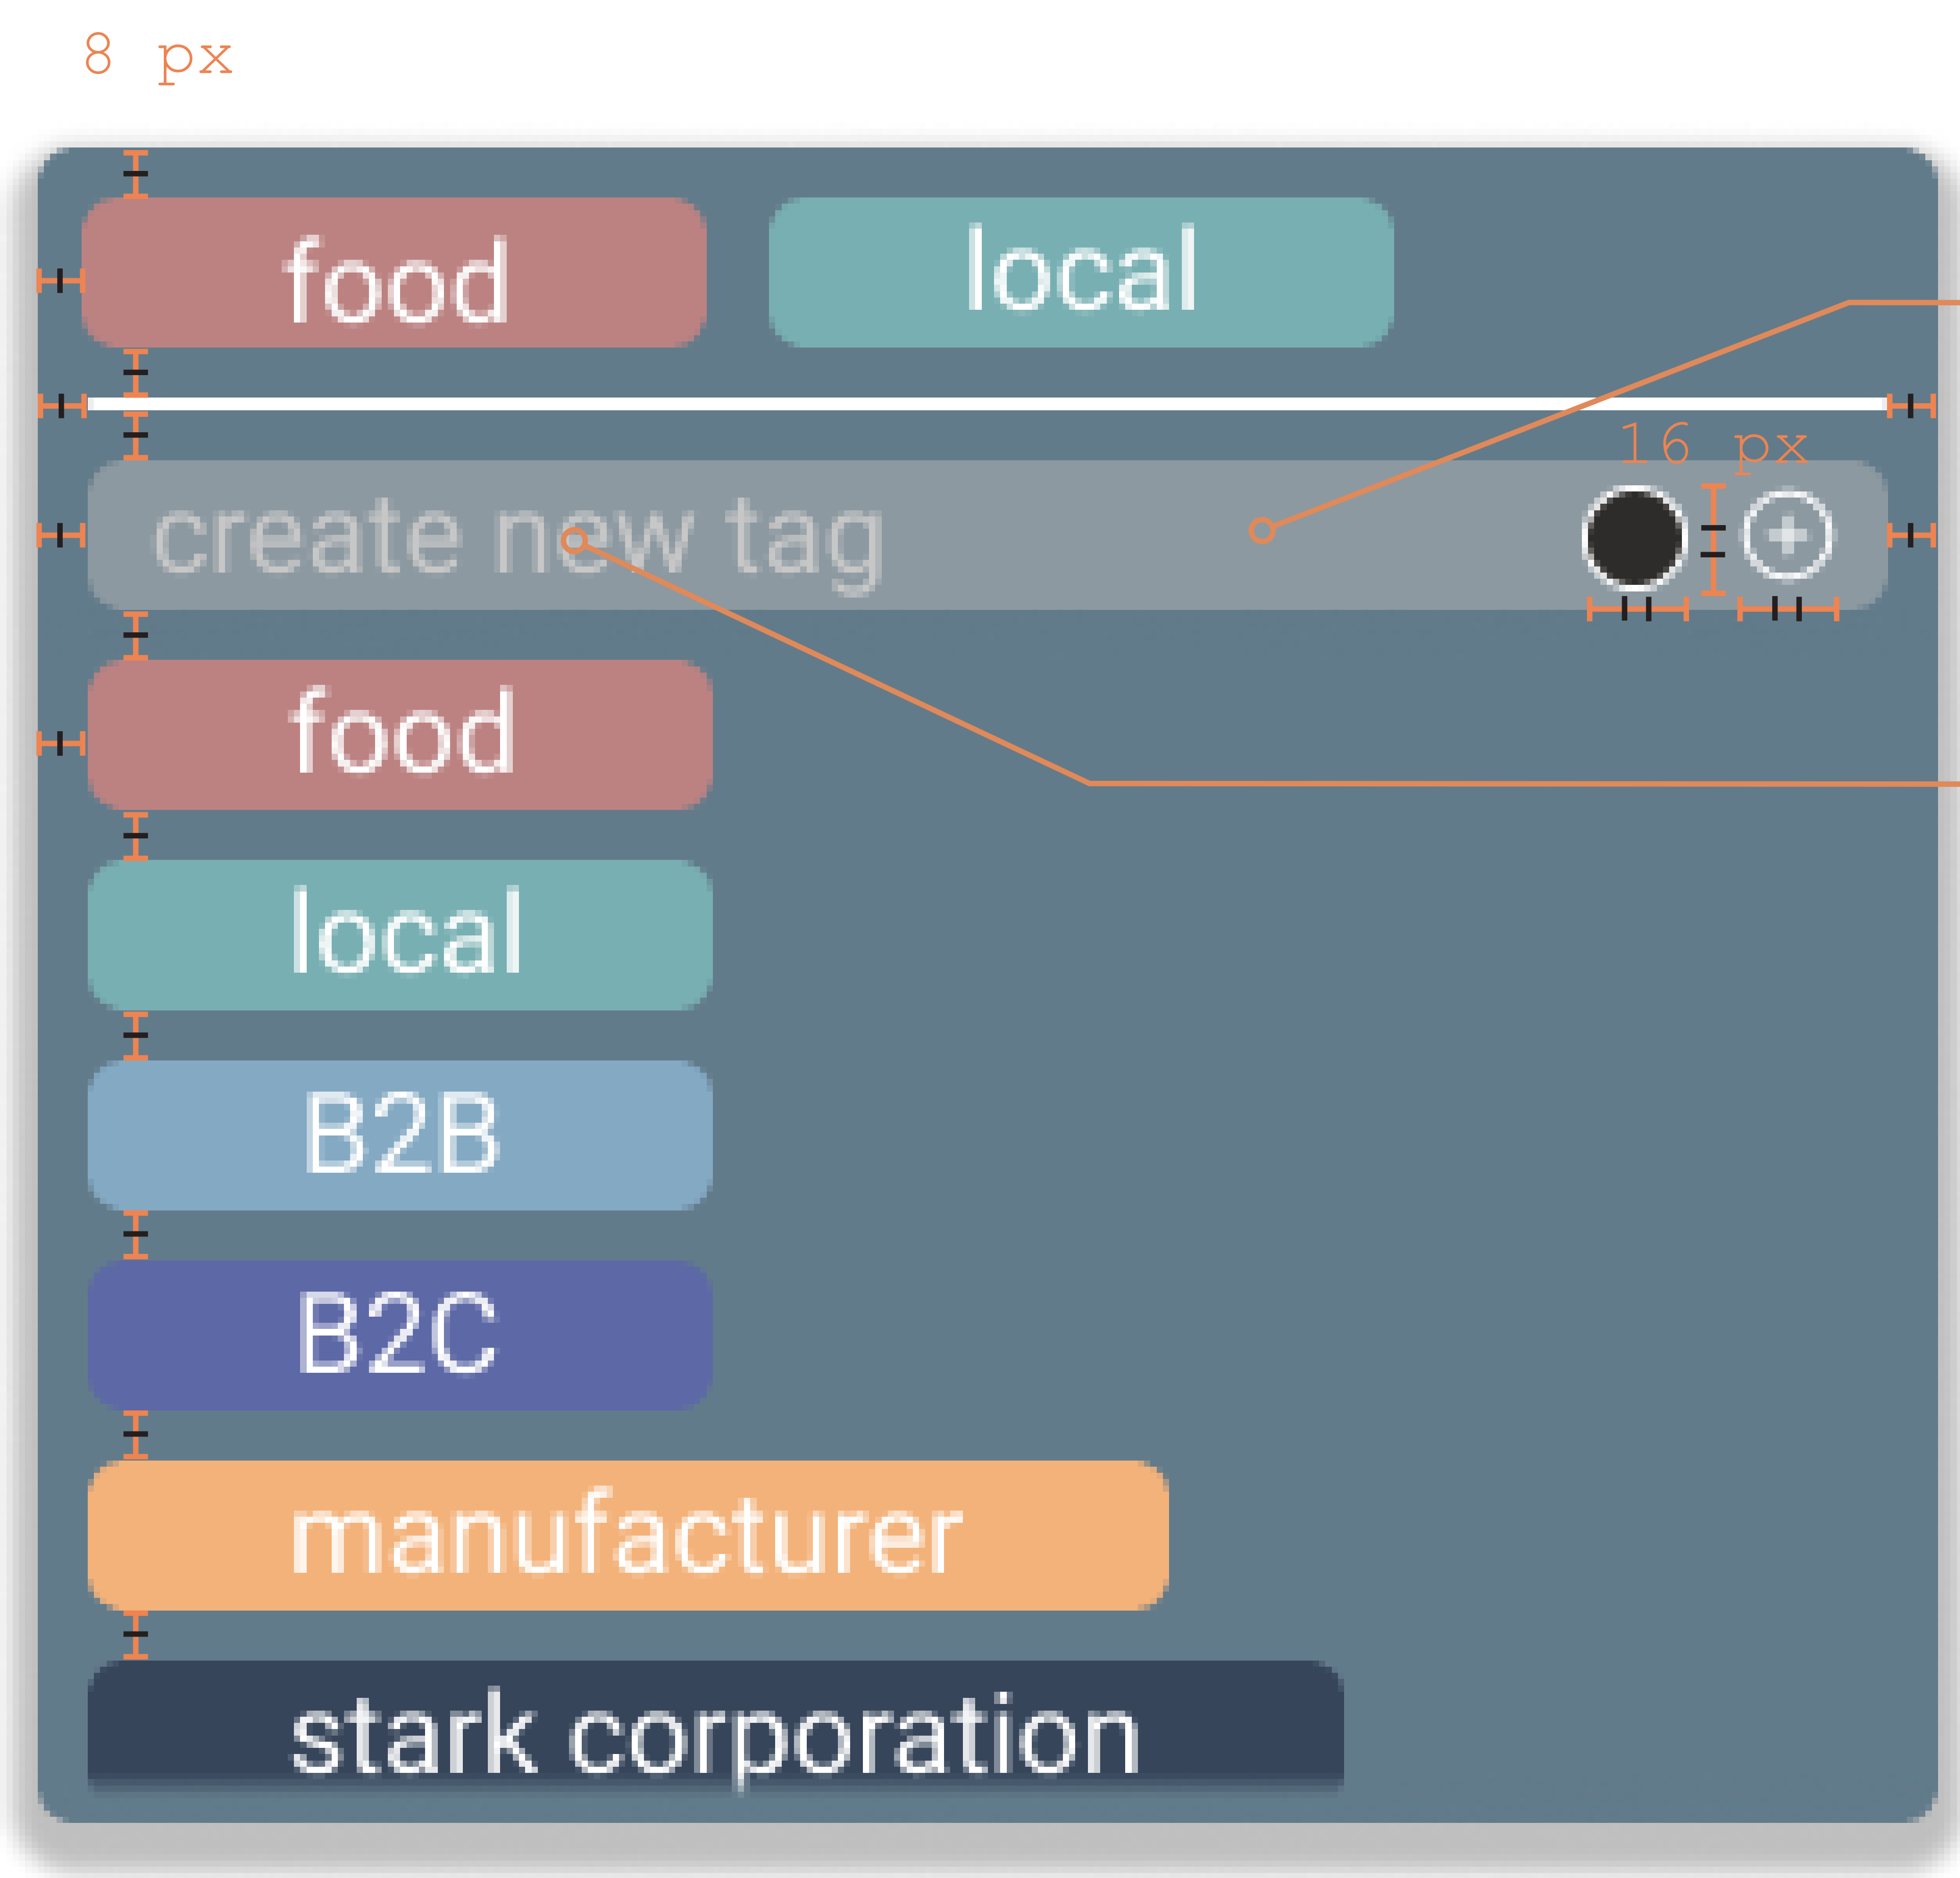 8 px
food local
16 px
create new tag
food
local
B2B
B2C
manufacturer
stark corporation